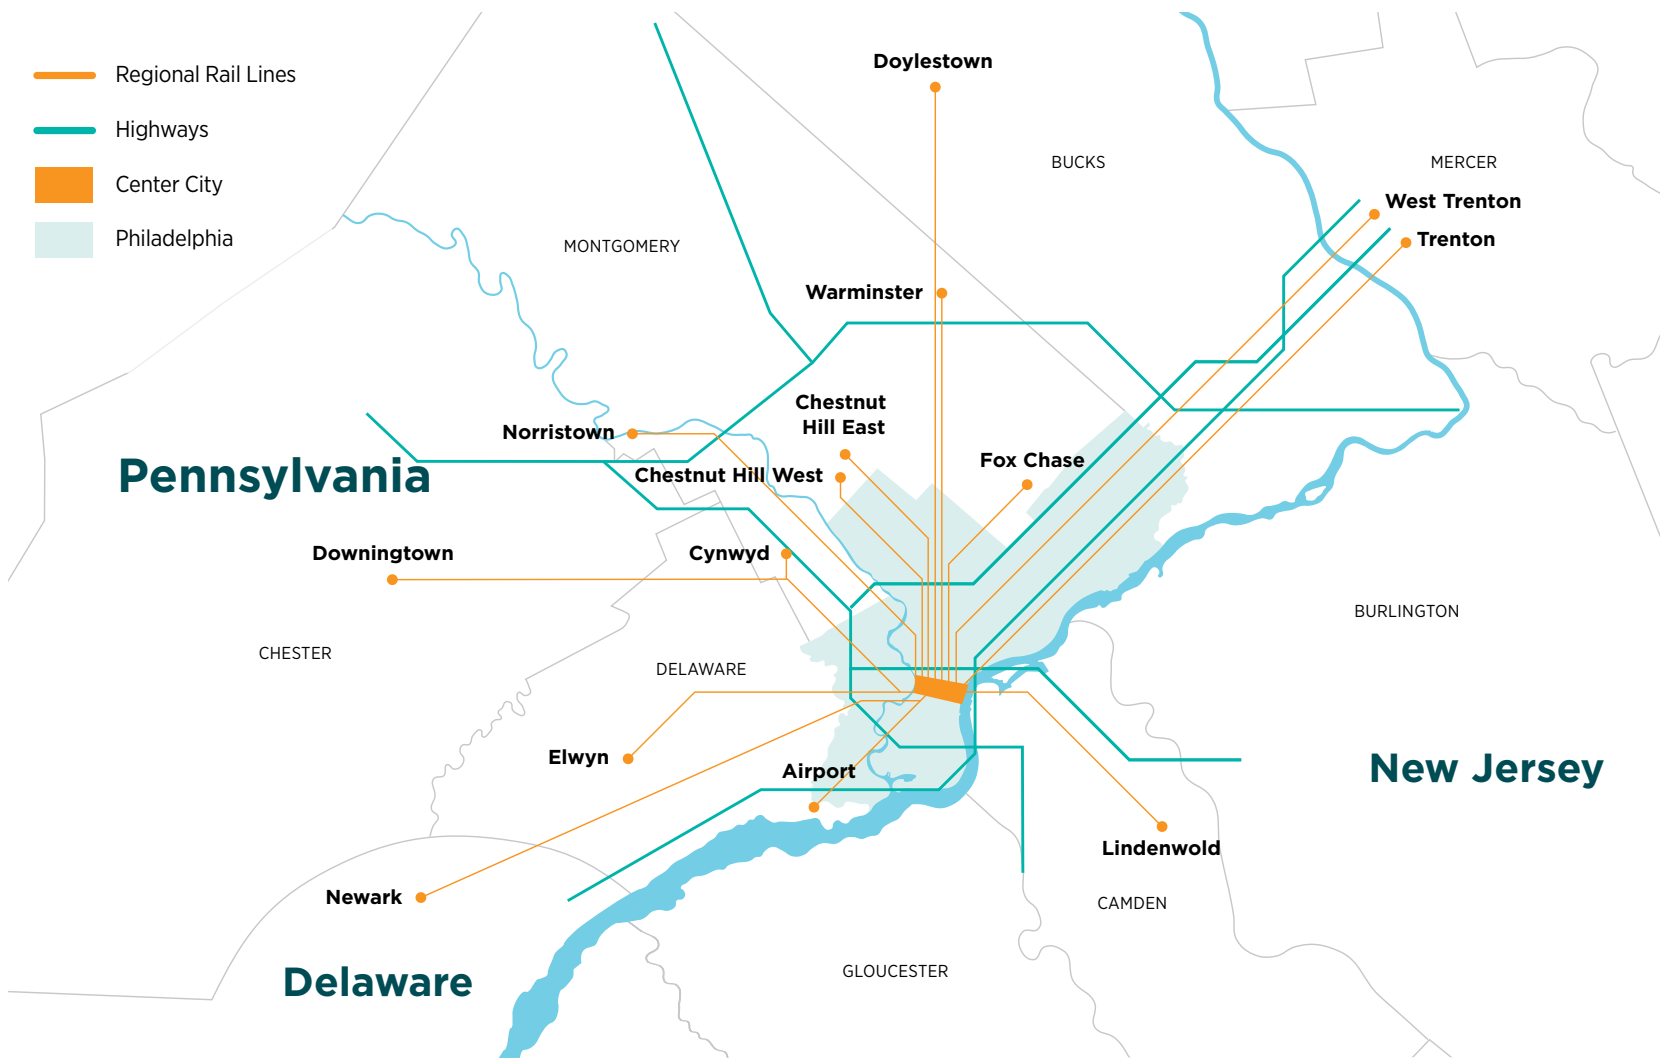 Regional Rail Lines
Highways
Center City
Philadelphia
Doylestown
BUCKS
MERCER
West Trenton
Trenton
MONTGOMERY
Warminster
Chestnut
Hill East
Norristown
Pennsylvania
Chestnut Hill West
Fox Chase
Downingtown
Cynwyd
BURLINGTON
CHESTER
DELAWARE
Elwyn
Airport
New Jersey
Lindenwold
Newark
CAMDEN
Delaware
GLOUCESTER